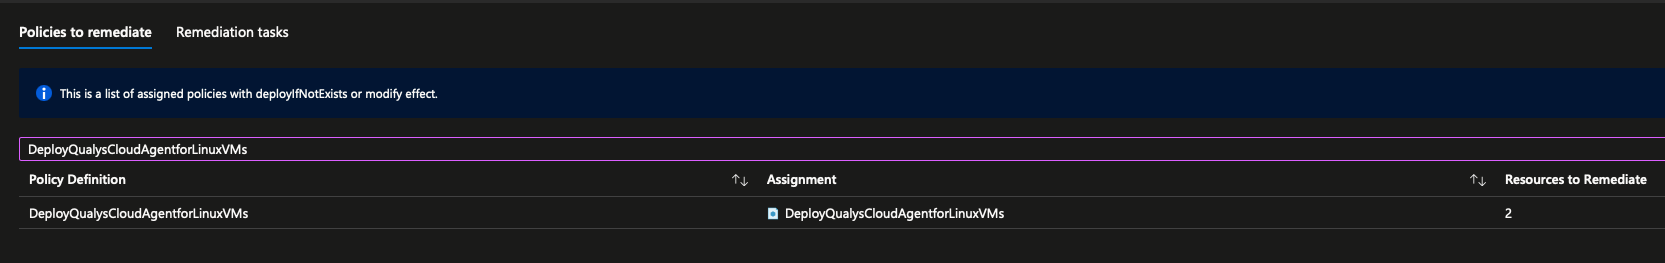 Policies to remediate Remediation tasks
This is a list of assigned policies with deployIfNotExists or modify effect.
DeployQualysCloudAgentforLinuxVMs
Policy Definition Assignment Resources to Remediate
DeployQualysCloudAgentforLinuxVMs DeployQualysCloudAgentforLinuxVMs 2